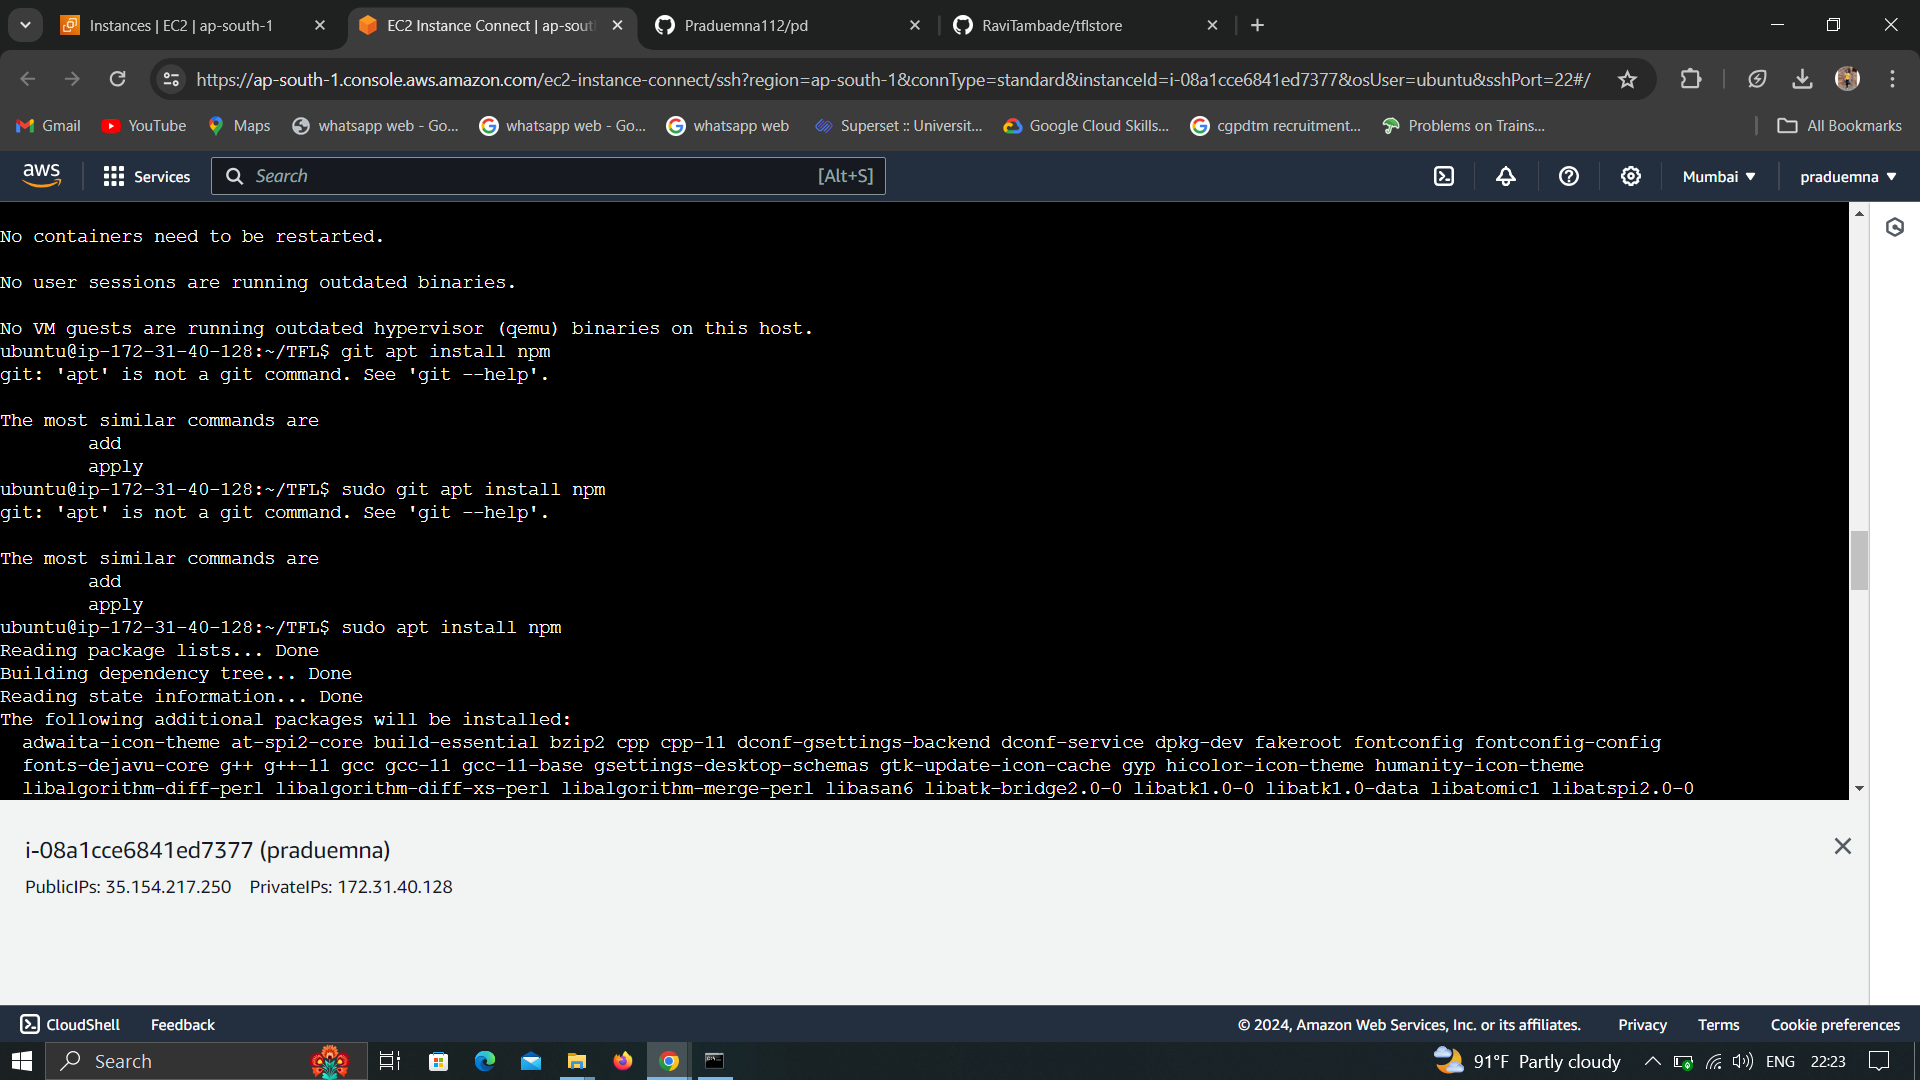 Instances | EC2 | ap-south-1
EC2 Instance Connect | ap-sout
Praduemna112/pd
RaviTambade/tflstore
https://ap-south-1.console.aws.amazon.com/ec2-instance-connect/ssh?region=ap-south-1&connType=standard&instanceId=i-08a1cce6841ed7377&osUser=ubuntu&sshPort=22#/
Gmail
YouTube
Maps
whatsapp web - Go...
whatsapp web - Go...
whatsapp web
Superset :: Universit...
Google Cloud Skills...
cgpdtm recruitment...
Problems on Trains...
All Bookmarks
aws
Services
Search
[Alt+S]
Mumbai
praduemna
No containers need to be restarted.
No user sessions are running outdated binaries.
No VM guests are running outdated hypervisor (qemu) binaries on this host.
ubuntu@ip-172-31-40-128:~/TFL$ git apt install npm
git: 'apt' is not a git command. See 'git --help'.
The most similar commands are
add
apply
ubuntu@ip-172-31-40-128:~/TFL$ sudo git apt install npm
git: 'apt' is not a git command. See 'git --help'.
The most similar commands are
add
apply
ubuntu@ip-172-31-40-128:~/TFL$ sudo apt install npm
Reading package lists... Done
Building dependency tree... Done
Reading state information... Done
The following additional packages will be installed:
adwaita-icon-theme at-spi2-core build-essential bzip2 cpp cpp-11 dconf-gsettings-backend dconf-service dpkg-dev fakeroot fontconfig fontconfig-config
fonts-dejavu-core g++ g++-11 gcc gcc-11 gcc-11-base gsettings-desktop-schemas gtk-update-icon-cache gyp hicolor-icon-theme humanity-icon-theme
libalgorithm-diff-perl libalgorithm-diff-xs-perl libalgorithm-merge-perl libasan6 libatk-bridge2.0-0 libatk1.0-0 libatk1.0-data libatomic1 libatspi2.0-0
i-08a1cce6841ed7377 (praduemna)
PublicIPs: 35.154.217.250 PrivateIPs: 172.31.40.128
CloudShell
Feedback
© 2024, Amazon Web Services, Inc. or its affiliates.
Privacy
Terms
Cookie preferences
Search
91°F Partly cloudy
ENG
22:23